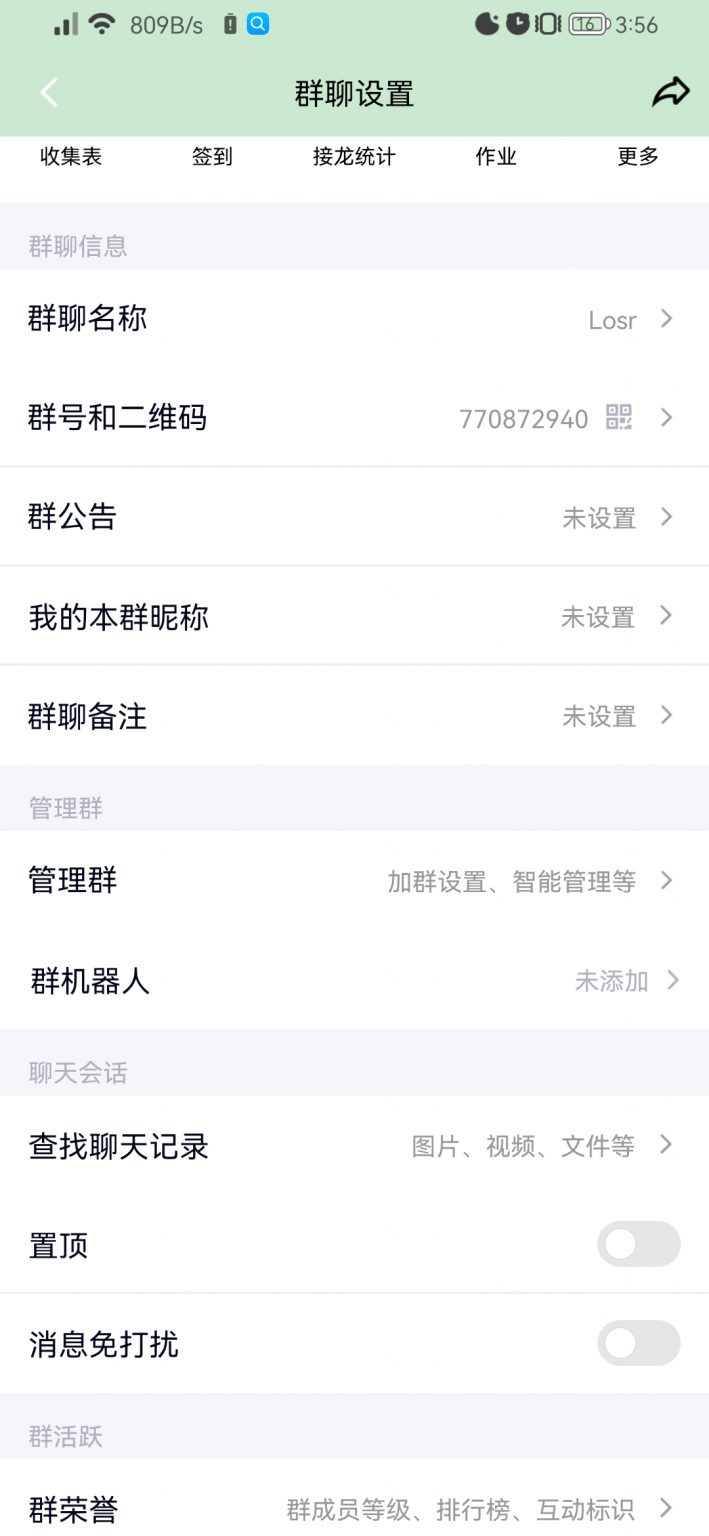 809B/s 16 3:56
群聊设置
收集表 签到 接龙统计 作业 更多
群聊信息
群聊名称 Losr
群号和二维码 770872940
群公告 未设置
我的本群昵称 未设置
群聊备注 未设置
管理群
管理群 加群设置、智能管理等
群机器人 未添加
聊天会话
查找聊天记录 图片、视频、文件等
置顶
消息免打扰
群活跃
群荣誉 群成员等级、排行榜、互动标识